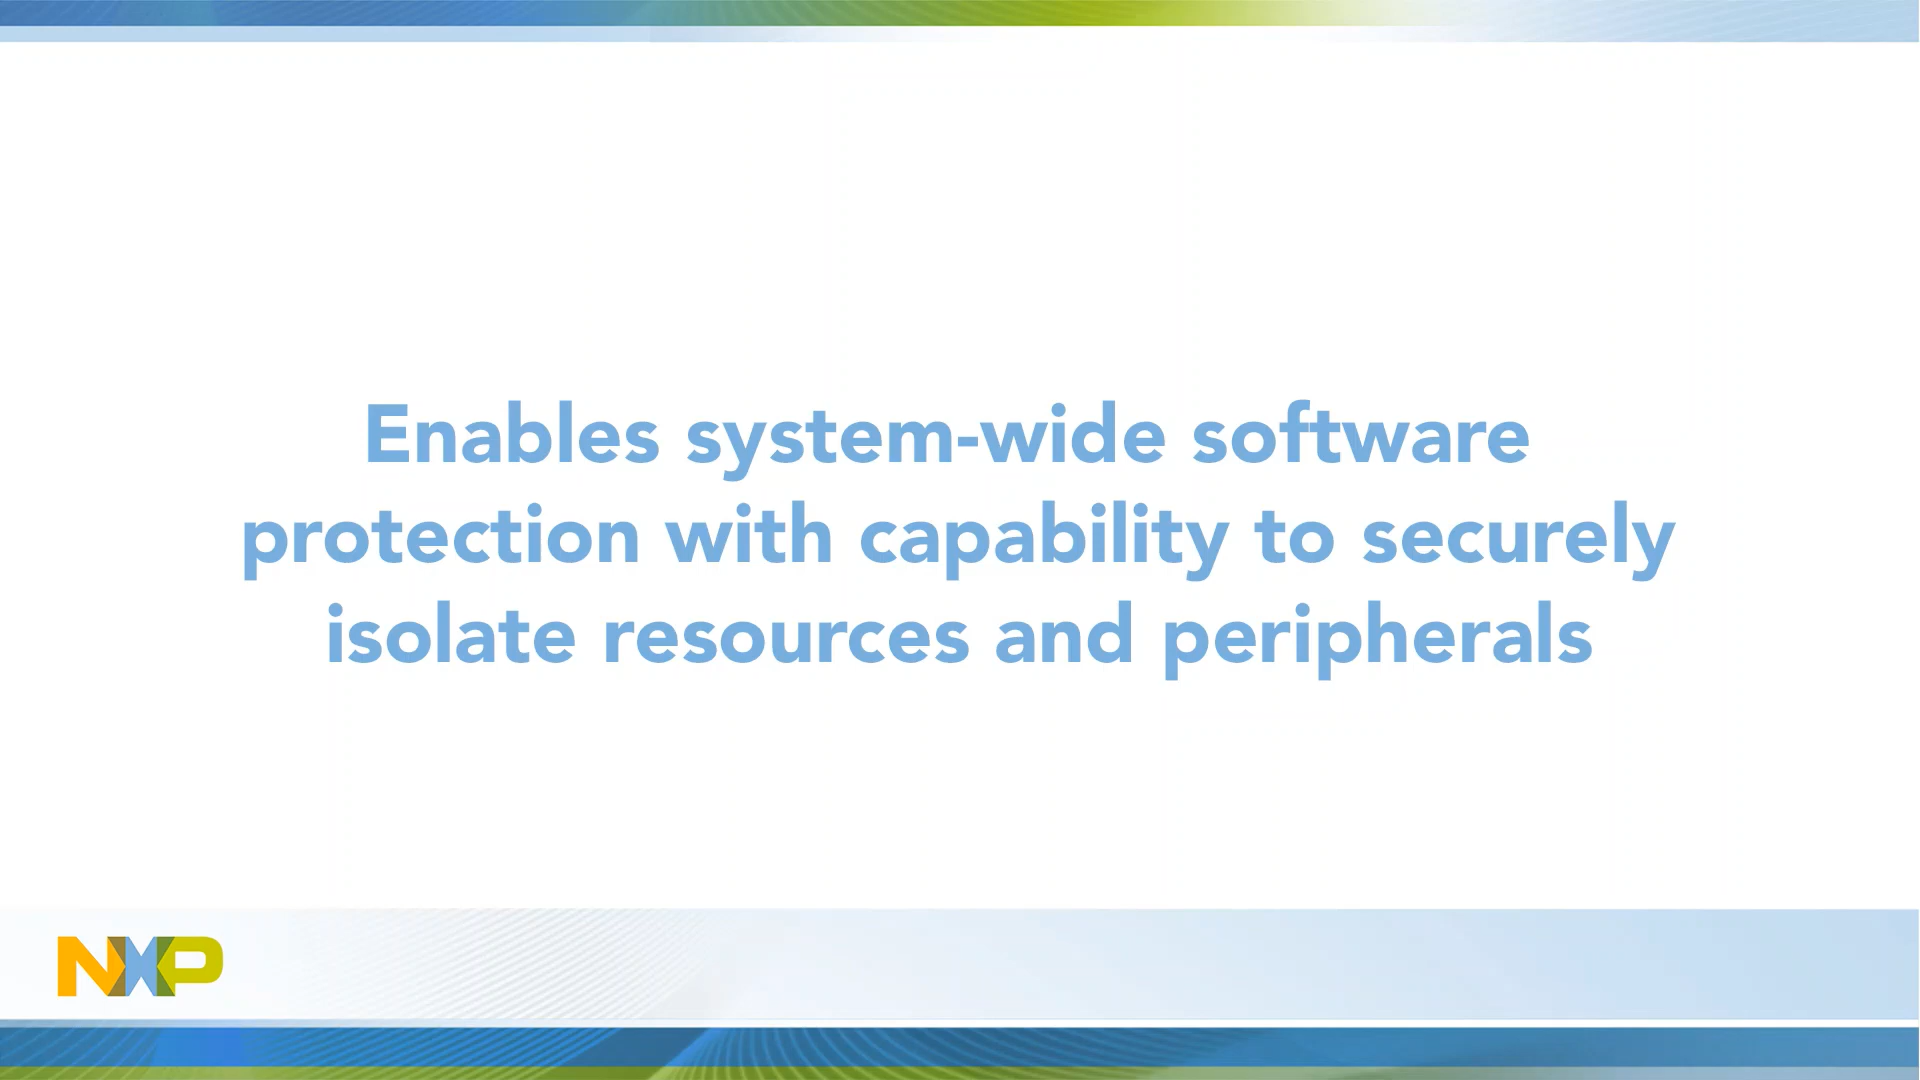 Enables system-wide software
protection with capability to securely
isolate resources and peripherals
NXP